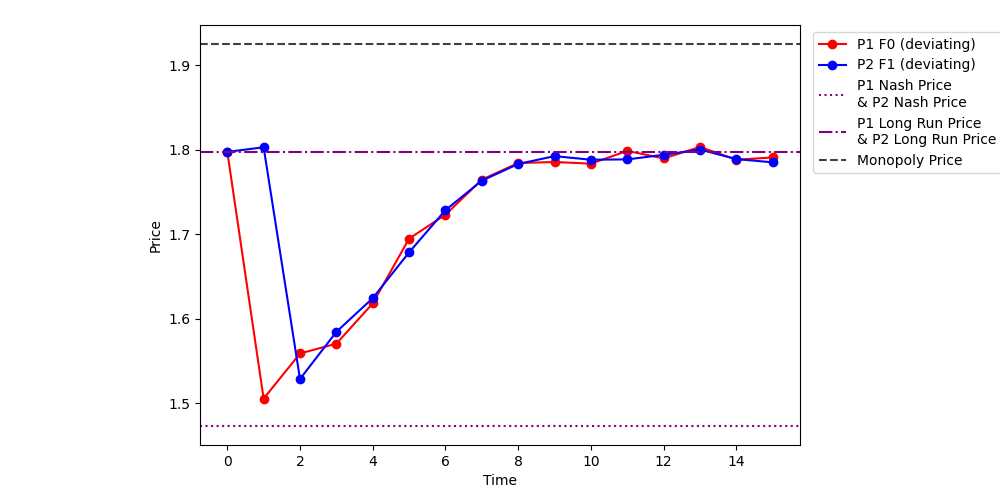 1.9
1.8
1.7
1.6
1.5
Price
0 2 4 6 8 10 12 14
Time
P1 F0 (deviating)
P2 F1 (deviating)
P1 Nash Price
& P2 Nash Price
P1 Long Run Price
& P2 Long Run Price
Monopoly Price